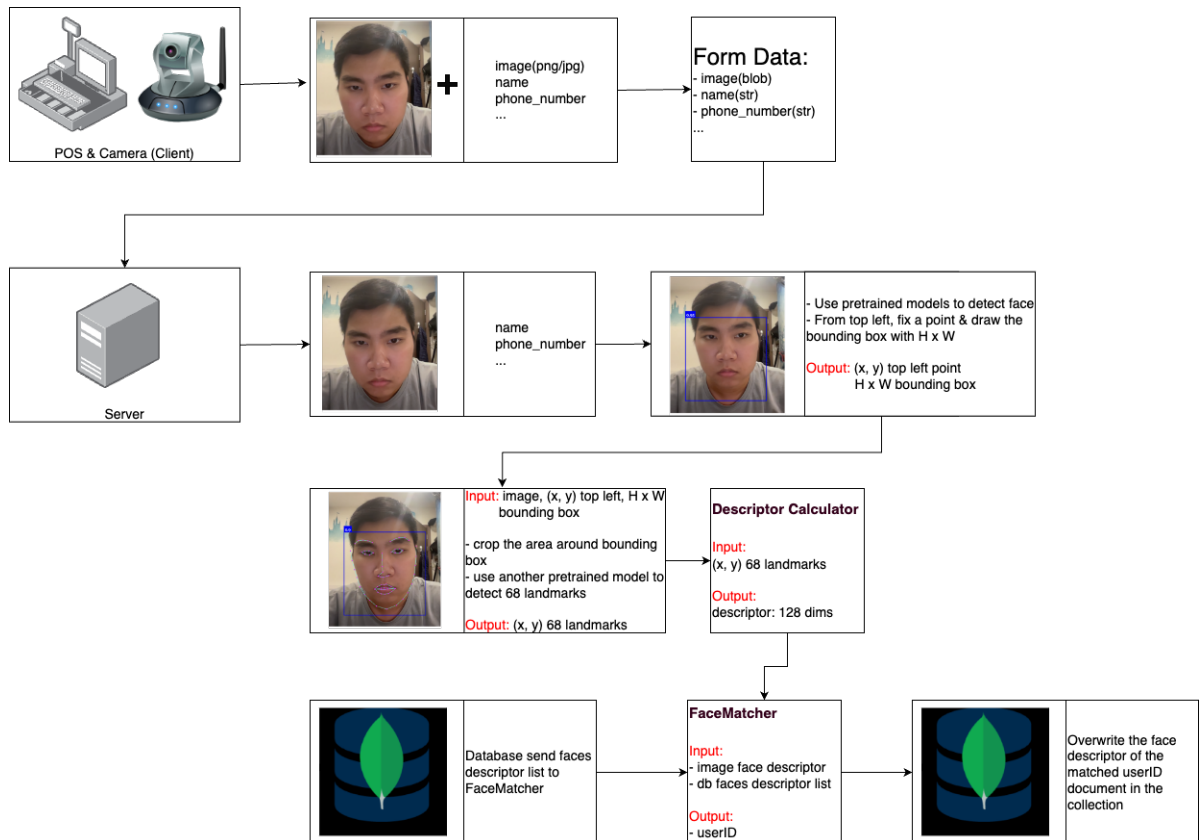 POS & Camera (Client)
image(png/jpg)
name
phone_number
...
Form Data:
- image(blob)
- name(str)
- phone_number(str)
...
Server
name
phone_number
...
- Use pretrained models to detect face
- From top left, fix a point & draw the
bounding box with H x W
Output: (x, y) top left point
H x W bounding box
Input: image, (x, y) top left, H x W
bounding box
- crop the area around bounding
box
- use another pretrained model to
detect 68 landmarks
Output: (x, y) 68 landmarks
Descriptor Calculator
Input:
(x, y) 68 landmarks
Output:
descriptor: 128 dims
Database send faces
descriptor list to
FaceMatcher
FaceMatcher
Input:
- image face descriptor
- db faces descriptor list
Output:
- userID
Overwrite the face
descriptor of the
matched userID
document in the
collection